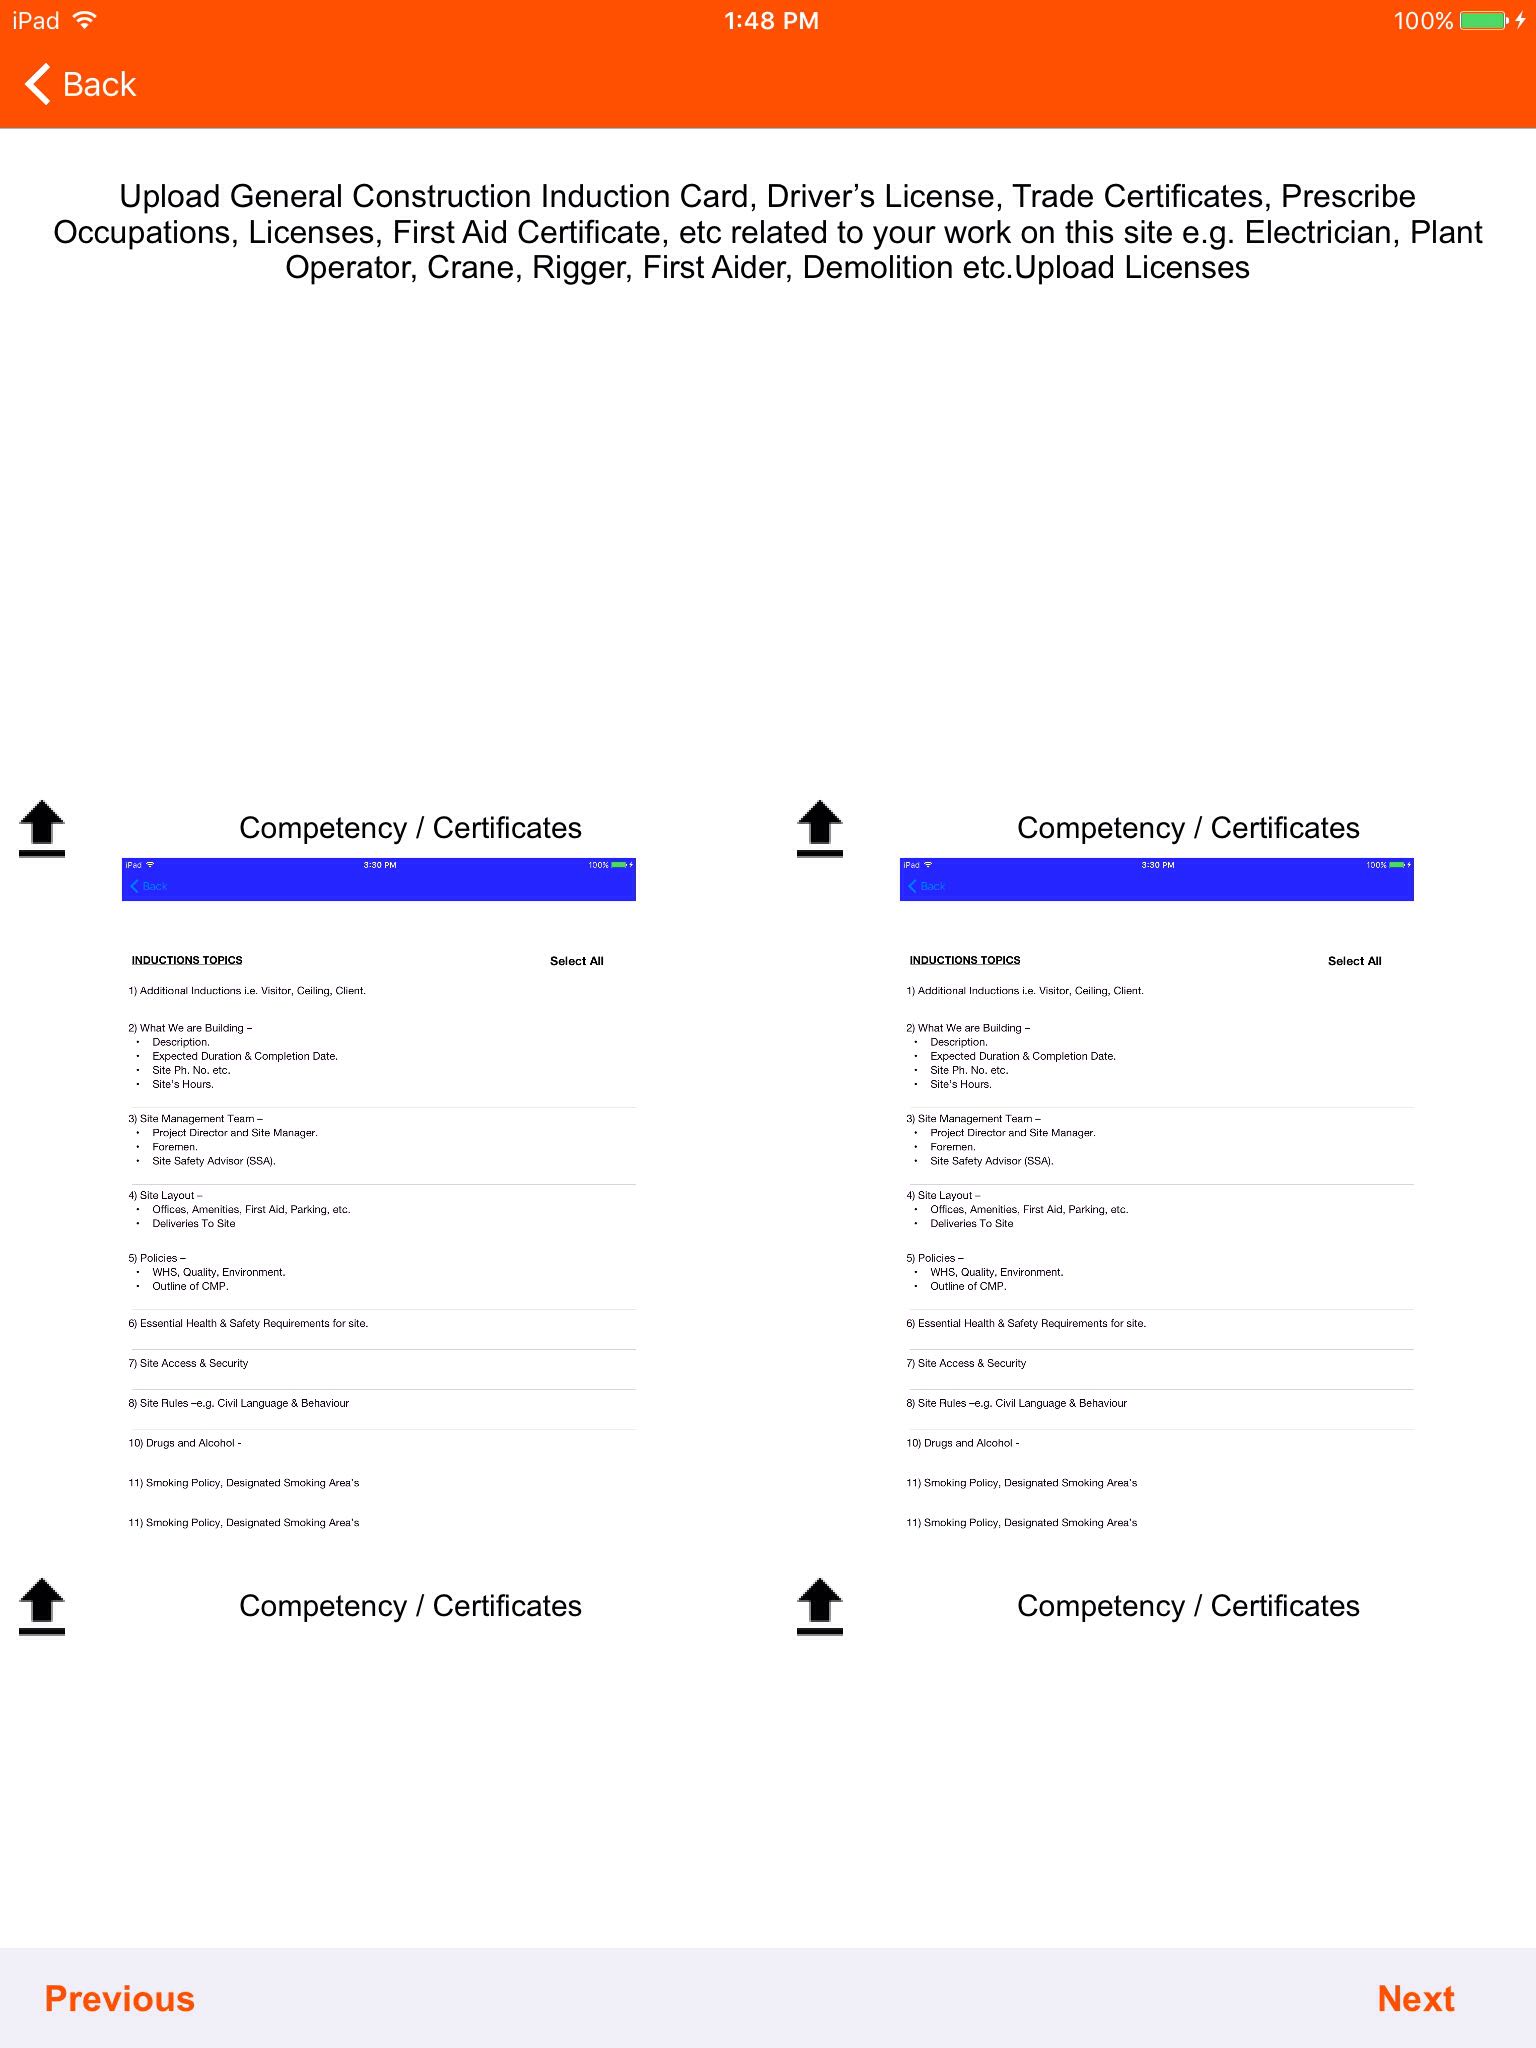 iPad 1:48 PM 100%
Back
Upload General Construction Induction Card, Driver’s License, Trade Certificates, Prescribe
Occupations, Licenses, First Aid Certificate, etc related to your work on this site e.g. Electrician, Plant
Operator, Crane, Rigger, First Aider, Demolition etc.Upload Licenses
Competency / Certificates
iPad 3:30 PM 100%
Back
INDUCTIONS TOPICS Select All
1) Additional Inductions i.e. Visitor, Ceiling, Client.
2) What We are Building –
• Description.
• Expected Duration & Completion Date.
• Site Ph. No. etc.
• Site's Hours.
3) Site Management Team –
• Project Director and Site Manager.
• Foremen.
• Site Safety Advisor (SSA).
4) Site Layout –
• Offices, Amenities, First Aid, Parking, etc.
• Deliveries To Site
5) Policies –
• WHS, Quality, Environment.
• Outline of CMP.
6) Essential Health & Safety Requirements for site.
7) Site Access & Security
8) Site Rules –e.g. Civil Language & Behaviour
10) Drugs and Alcohol -
11) Smoking Policy, Designated Smoking Area's
11) Smoking Policy, Designated Smoking Area's
Competency / Certificates
iPad 3:30 PM 100%
Back
INDUCTIONS TOPICS Select All
1) Additional Inductions i.e. Visitor, Ceiling, Client.
2) What We are Building –
• Description.
• Expected Duration & Completion Date.
• Site Ph. No. etc.
• Site's Hours.
3) Site Management Team –
• Project Director and Site Manager.
• Foremen.
• Site Safety Advisor (SSA).
4) Site Layout –
• Offices, Amenities, First Aid, Parking, etc.
• Deliveries To Site
5) Policies –
• WHS, Quality, Environment.
• Outline of CMP.
6) Essential Health & Safety Requirements for site.
7) Site Access & Security
8) Site Rules –e.g. Civil Language & Behaviour
10) Drugs and Alcohol -
11) Smoking Policy, Designated Smoking Area's
11) Smoking Policy, Designated Smoking Area's
Competency / Certificates
Competency / Certificates
Previous Next